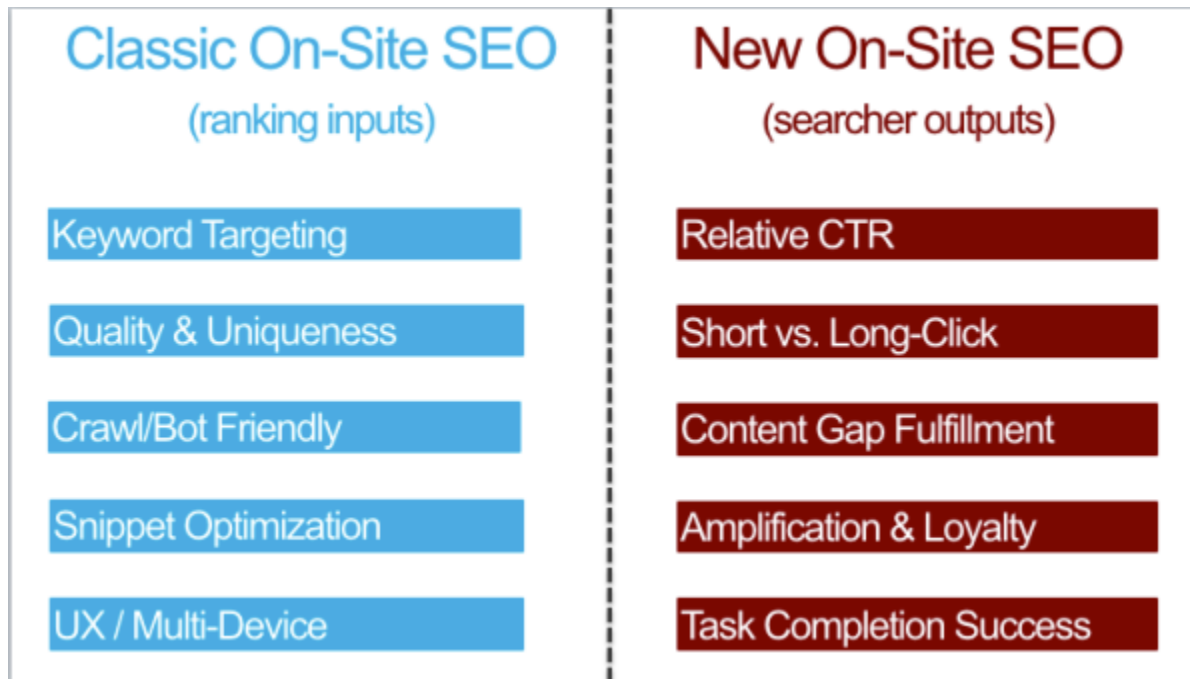 Classic On-Site SEO
(ranking inputs)
Keyword Targeting
Quality & Uniqueness
Crawl/Bot Friendly
Snippet Optimization
UX / Multi-Device
New On-Site SEO
(searcher outputs)
Relative CTR
Short vs. Long-Click
Content Gap Fulfillment
Amplification & Loyalty
Task Completion Success